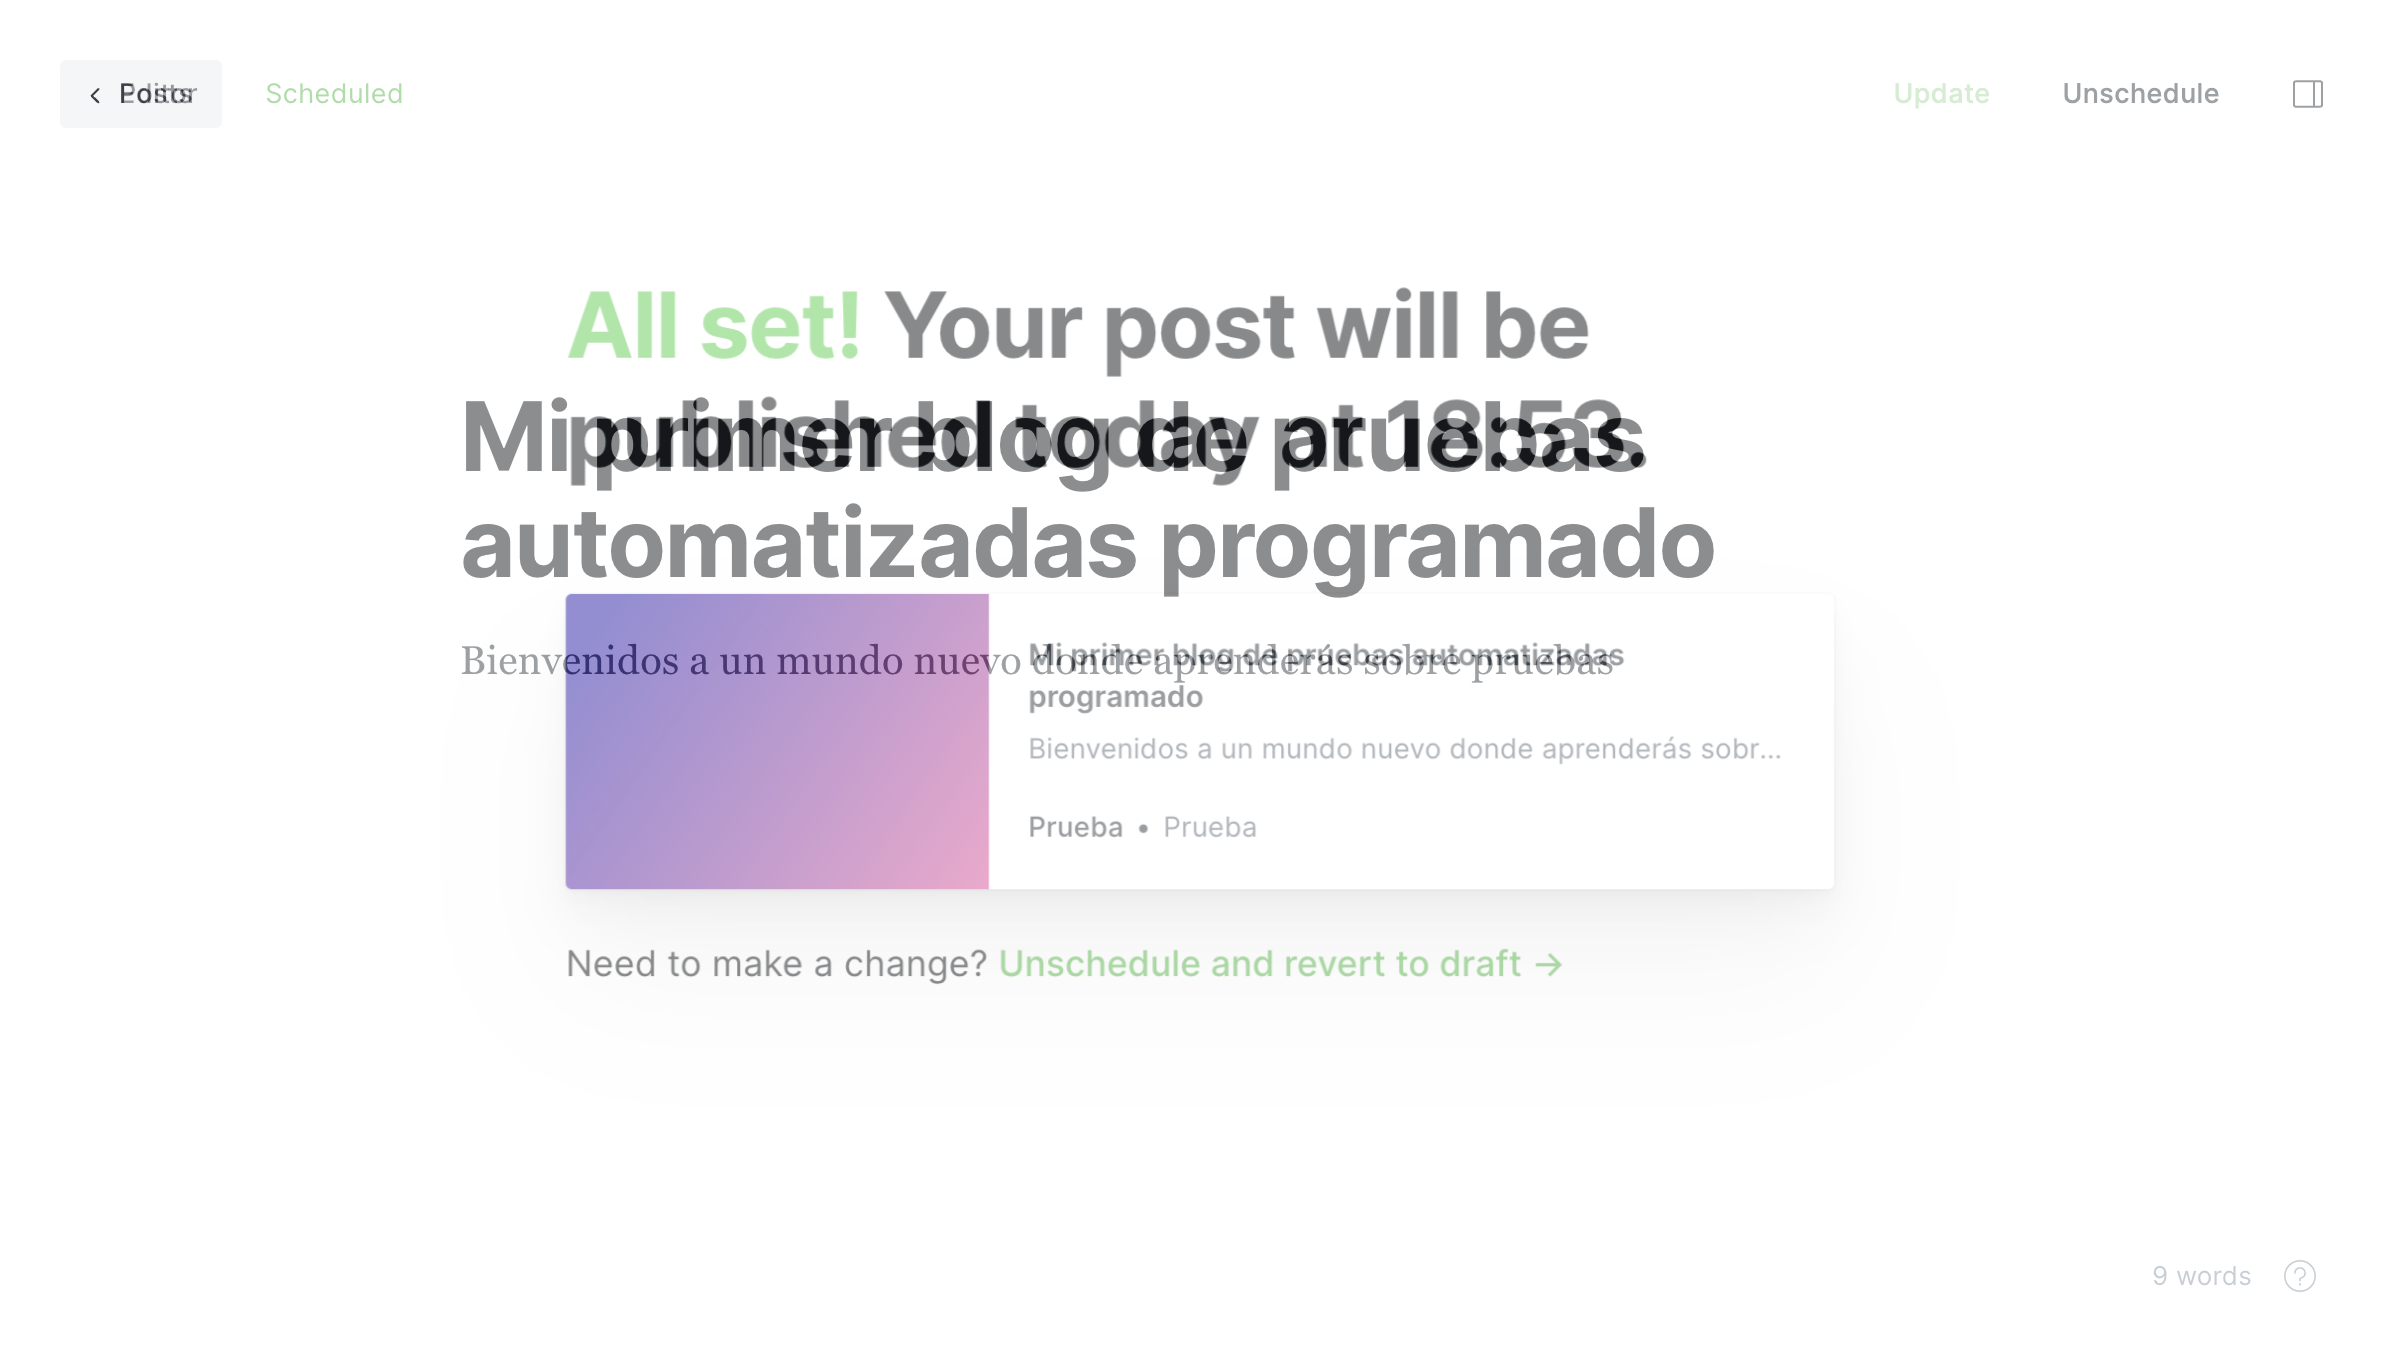 Posts
Editor
Scheduled
Update
Unschedule
All set! Your post will be
published today at 18:53.
Mi primer blog de pruebas
automatizadas programado
Bienvenidos a un mundo nuevo donde aprenderás sobre pruebas
Mi primer blog de pruebas automatizadas
programado
Bienvenidos a un mundo nuevo donde aprenderás sobr...
Prueba • Prueba
Need to make a change? Unschedule and revert to draft →
9 words
?